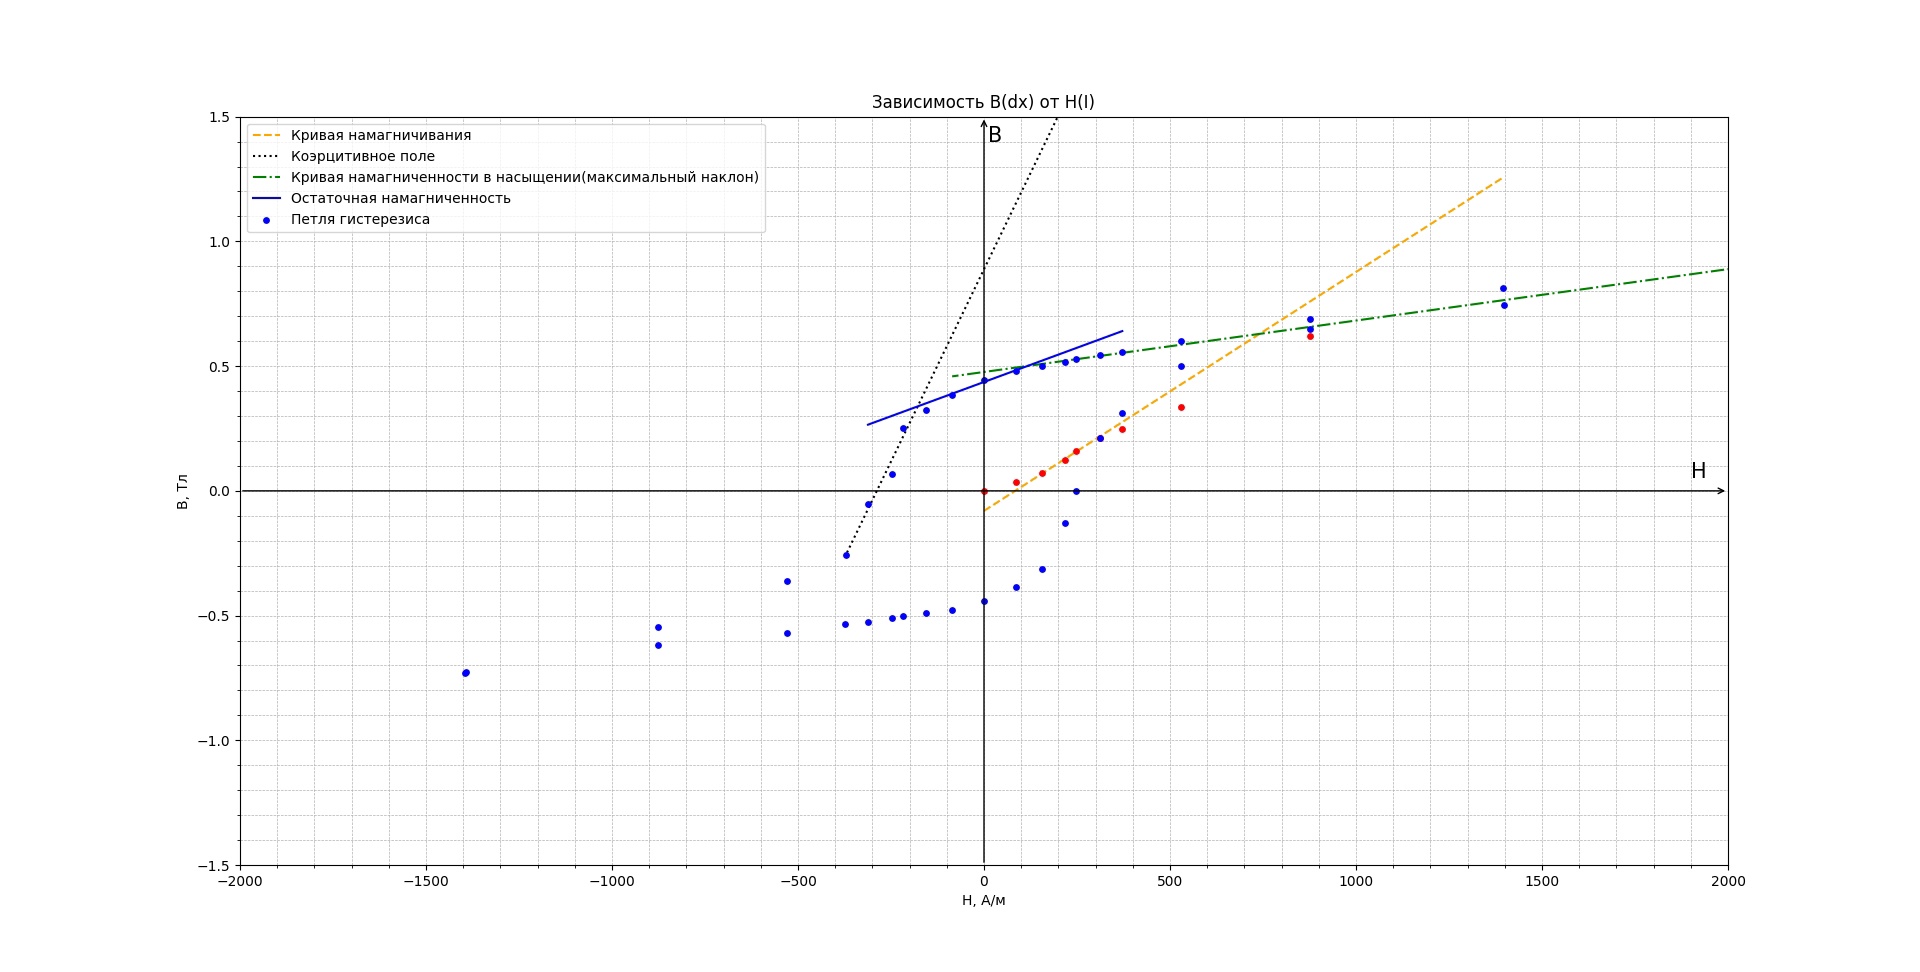 Зависимость B(dx) от H(I)
Кривая намагничивания
Коэрцитивное поле
Кривая намагниченности в насыщении(максимальный наклон)
Остаточная намагниченность
Петля гистерезиса
B
H
B, Тл
1.5
1.0
0.5
0.0
−0.5
−1.0
−1.5
−2000 −1500 −1000 −500 0 500 1000 1500 2000
H, А/м